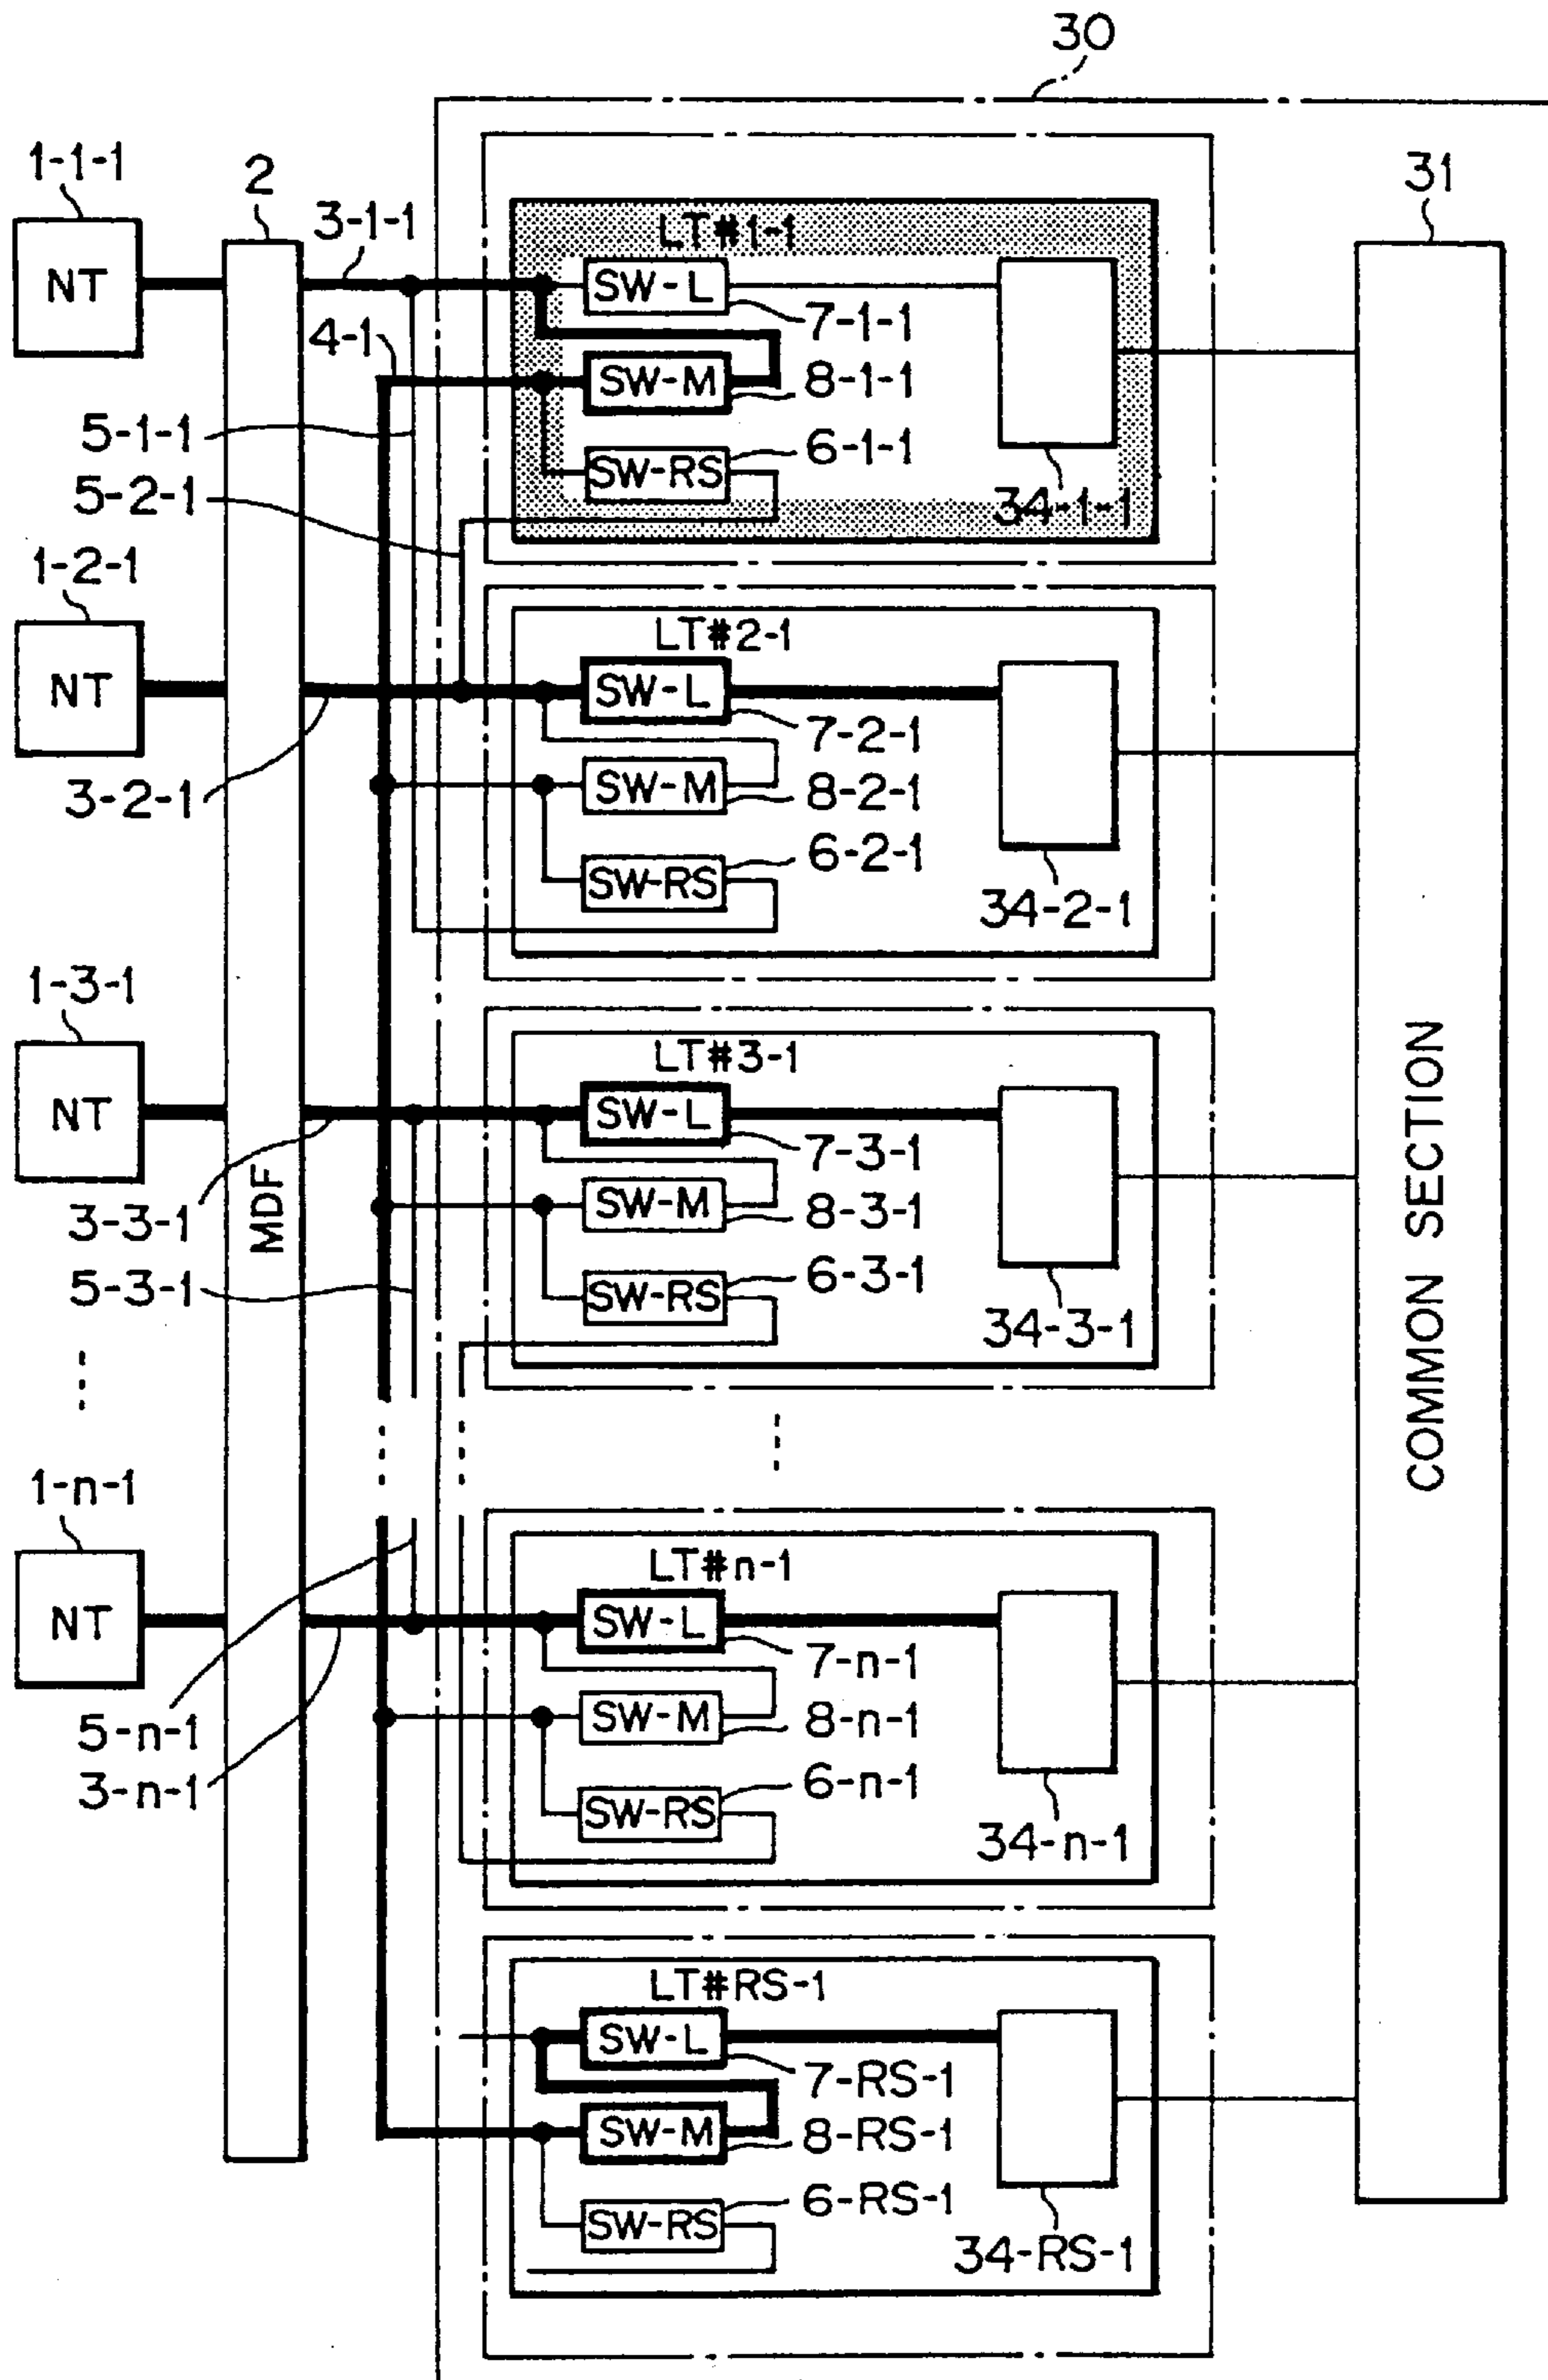 30
1-1-1
2
3-1-1
31
NT
LT#1-1
SW-L
7-1-1
4-1
SW-M
8-1-1
5-1-1
SW-RS
6-1-1
5-2-1
34-1-1
1-2-1
LT#2-1
NT
SW-L
7-2-1
3-2-1
SW-M
8-2-1
6-2-1
SW-RS
34-2-1
1-3-1
LT#3-1
NT
SW-L
7-3-1
3-3-1
MDF
SW-M
8-3-1
5-3-1
SW-RS
6-3-1
34-3-1
COMMON SECTION
1-n-1
LT#n-1
NT
SW-L
7-n-1
5-n-1
SW-M
8-n-1
3-n-1
6-n-1
SW-RS
34-n-1
LT#RS-1
SW-L
7-RS-1
SW-M
8-RS-1
6-RS-1
SW-RS
34-RS-1